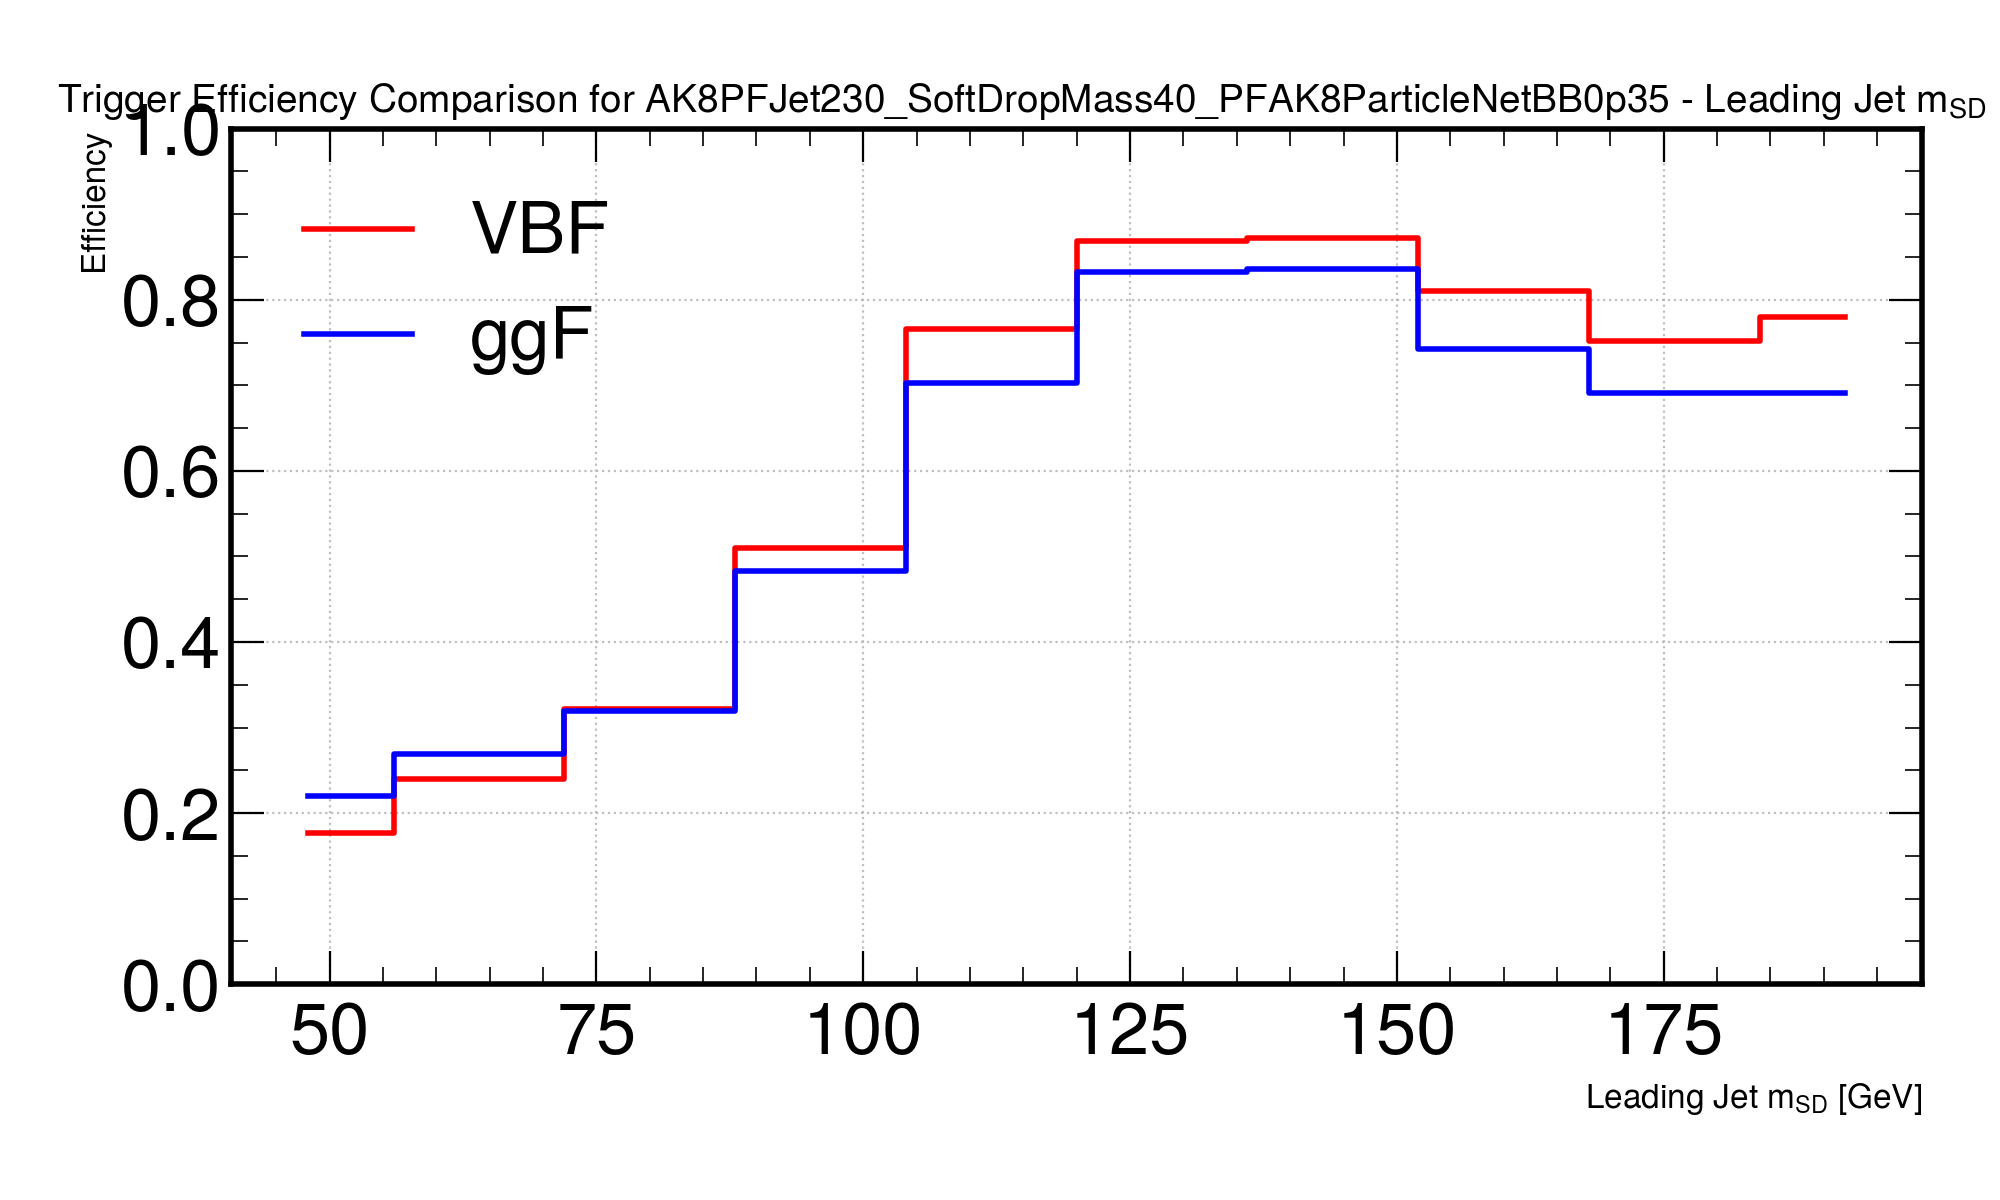 Trigger Efficiency Comparison for AK8PFJet230_SoftDropMass40_PFAK8ParticleNetBB0p35 - Leading Jet mSD
Efficiency
1.0
0.8
0.6
0.4
0.2
0.0
VBF
ggF
50 75 100 125 150 175
Leading Jet mSD [GeV]